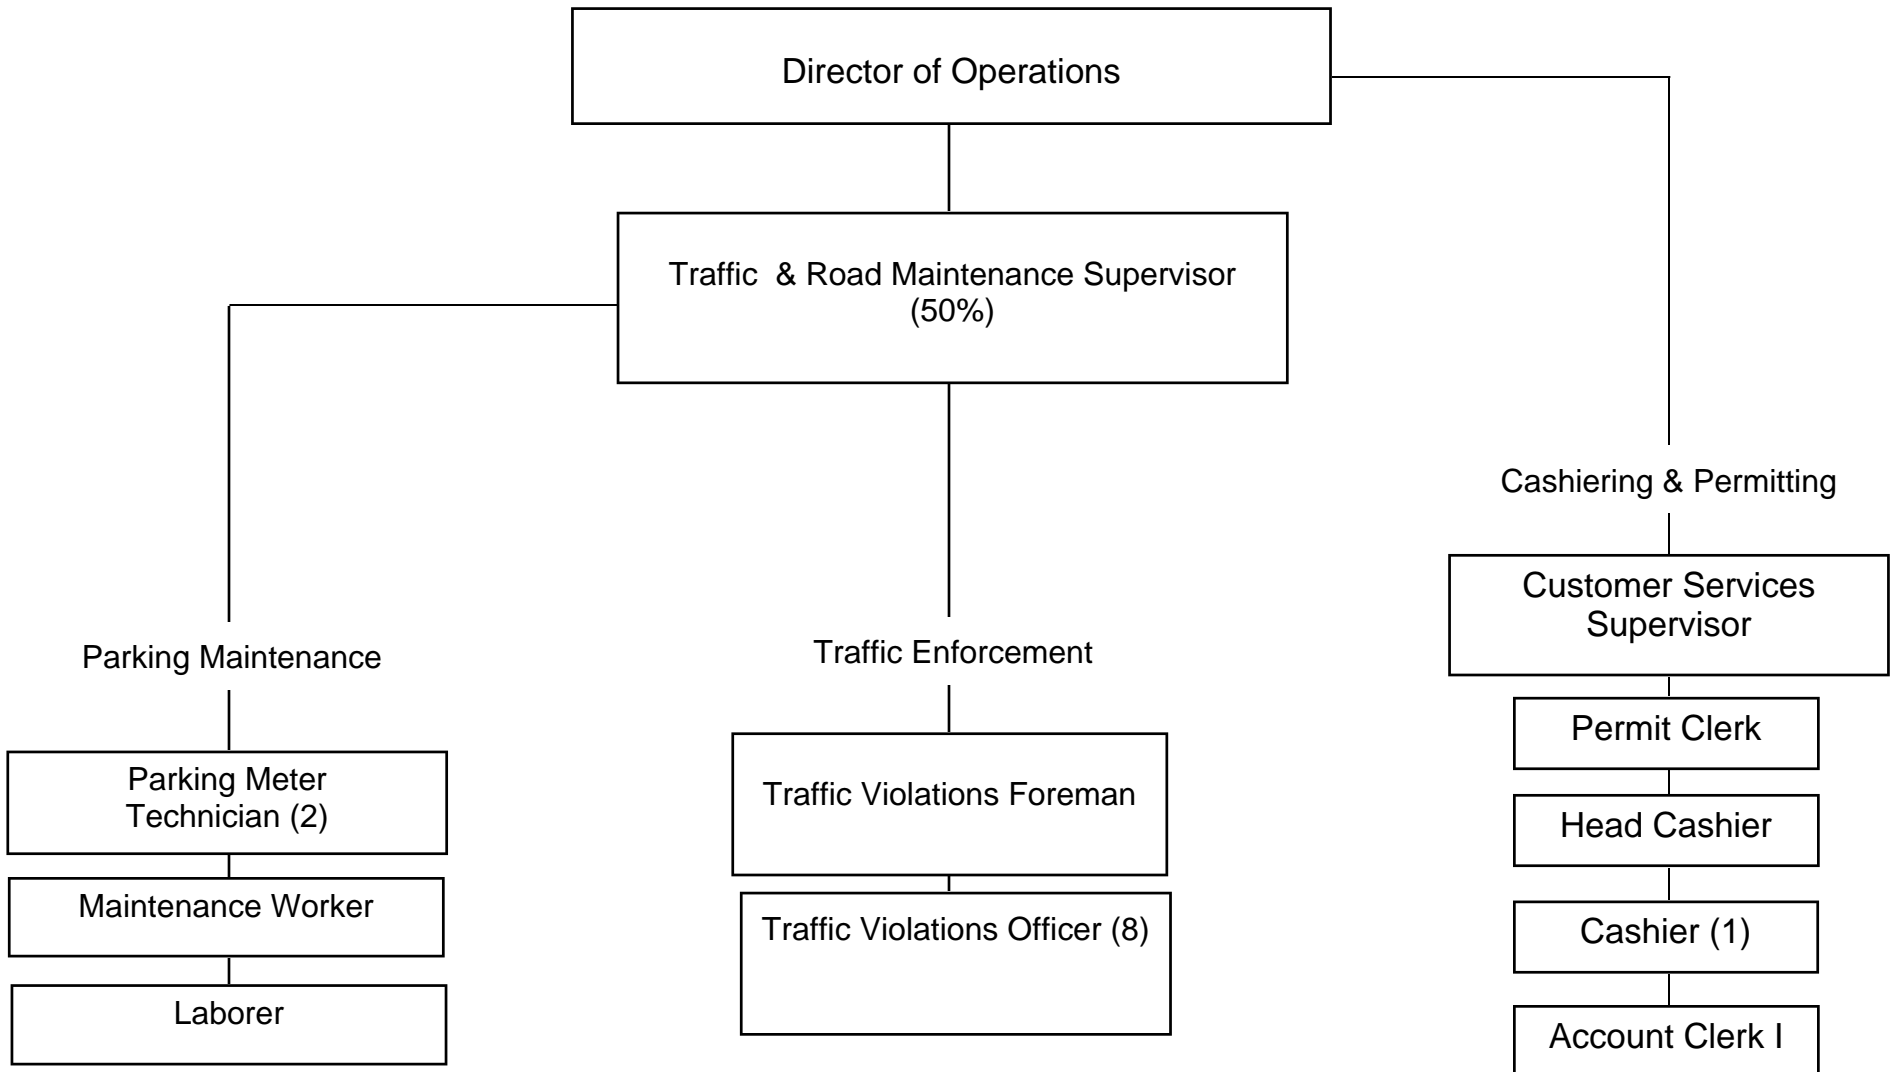 Director of Operations
Traffic & Road Maintenance Supervisor
(50%)
Parking Maintenance
Parking Meter
Technician (2)
Maintenance Worker
Laborer
Traffic Enforcement
Traffic Violations Foreman
Traffic Violations Officer (8)
Cashiering & Permitting
Customer Services
Supervisor
Permit Clerk
Head Cashier
Cashier (1)
Account Clerk I